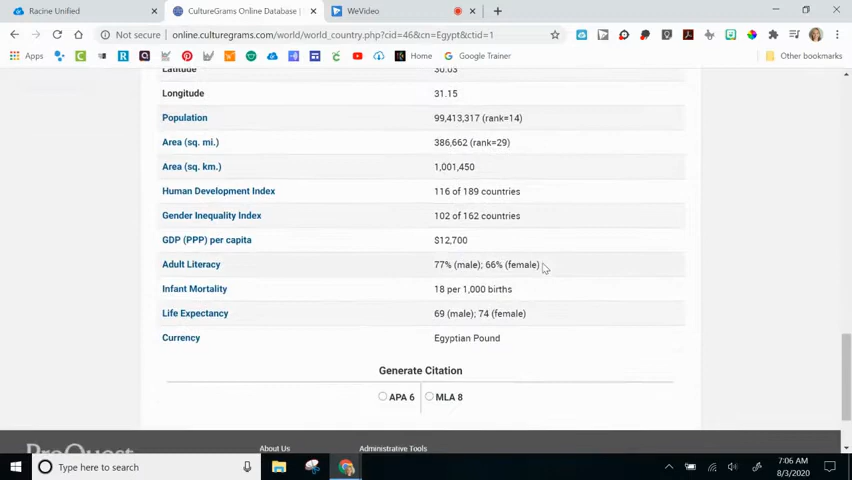 Racine Unified
CultureGrams Online Database |
WeVideo
Not secure | online.culturegrams.com/world/world_country.php?cid=46&cn=Egypt&ctid=1
Apps
Home
Google Trainer
Other bookmarks
Latitude 30.03
Longitude 31.15
Population 99,413,317 (rank=14)
Area (sq. mi.) 386,662 (rank=29)
Area (sq. km.) 1,001,450
Human Development Index 116 of 189 countries
Gender Inequality Index 102 of 162 countries
GDP (PPP) per capita $12,700
Adult Literacy 77% (male); 66% (female)
Infant Mortality 18 per 1,000 births
Life Expectancy 69 (male); 74 (female)
Currency Egyptian Pound
Generate Citation
APA 6 MLA 8
ProQuest About Us Administrative Tools
Type here to search
7:06 AM
8/3/2020